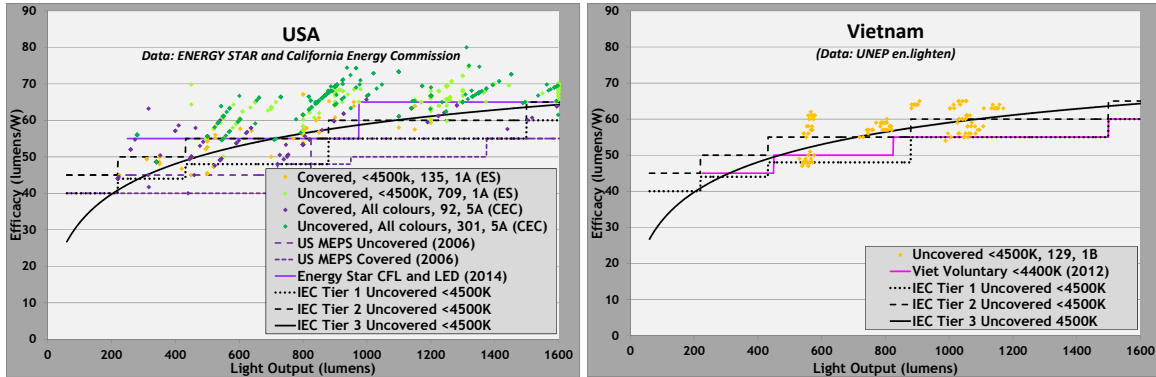 USA
Data: ENERGY STAR and California Energy Commission
Efficacy (lumens/W)
90
80
70
60
50
40
30
20
10
0
Covered, <4500k, 135, 1A (ES)
Uncovered, <4500K, 709, 1A (ES)
Covered, All colours, 92, 5A (CEC)
Uncovered, All colours, 301, 5A (CEC)
US MEPS Uncovered (2006)
US MEPS Covered (2006)
Energy Star CFL and LED (2014)
IEC Tier 1 Uncovered <4500K
IEC Tier 2 Uncovered <4500K
IEC Tier 3 Uncovered <4500K
0 200 400 600 800 1000 1200 1400 1600
Light Output (lumens)
Vietnam
(Data: UNEP en.lighten)
Efficacy (lumens/W)
90
80
70
60
50
40
30
20
10
0
Uncovered <4500K, 129, 1B
Viet Voluntary <4400K (2012)
IEC Tier 1 Uncovered <4500K
IEC Tier 2 Uncovered <4500K
IEC Tier 3 Uncovered 4500K
0 200 400 600 800 1000 1200 1400 1600
Light Output (lumens)